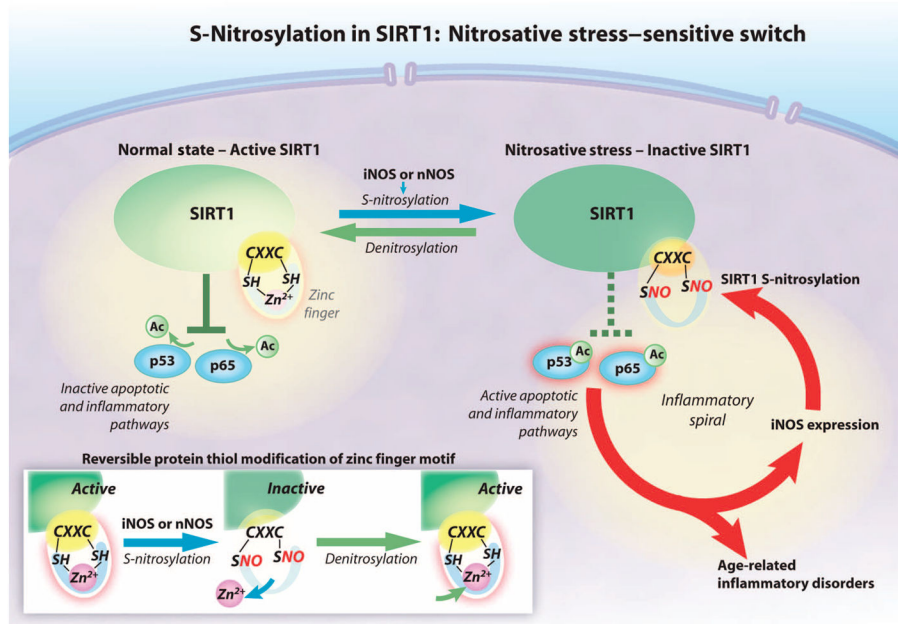 S-Nitrosylation in SIRT1: Nitrosative stress–sensitive switch
Normal state – Active SIRT1
SIRT1
CXXC
SH
SH
Zn2+
Zinc
finger
Ac
Ac
p53
p65
Inactive apoptotic
and inflammatory
pathways
iNOS or nNOS
S-nitrosylation
Denitrosylation
Nitrosative stress – Inactive SIRT1
SIRT1
CXXC
SNO
SNO
SIRT1 S-nitrosylation
Ac
Ac
p53
p65
Active apoptotic
and inflammatory
pathways
Inflammatory
spiral
iNOS expression
Age-related
inflammatory disorders
Reversible protein thiol modification of zinc finger motif
Active
CXXC
SH
SH
Zn2+
iNOS or nNOS
S-nitrosylation
Inactive
CXXC
SNO
SNO
Zn2+
Denitrosylation
Active
CXXC
SH
SH
Zn2+